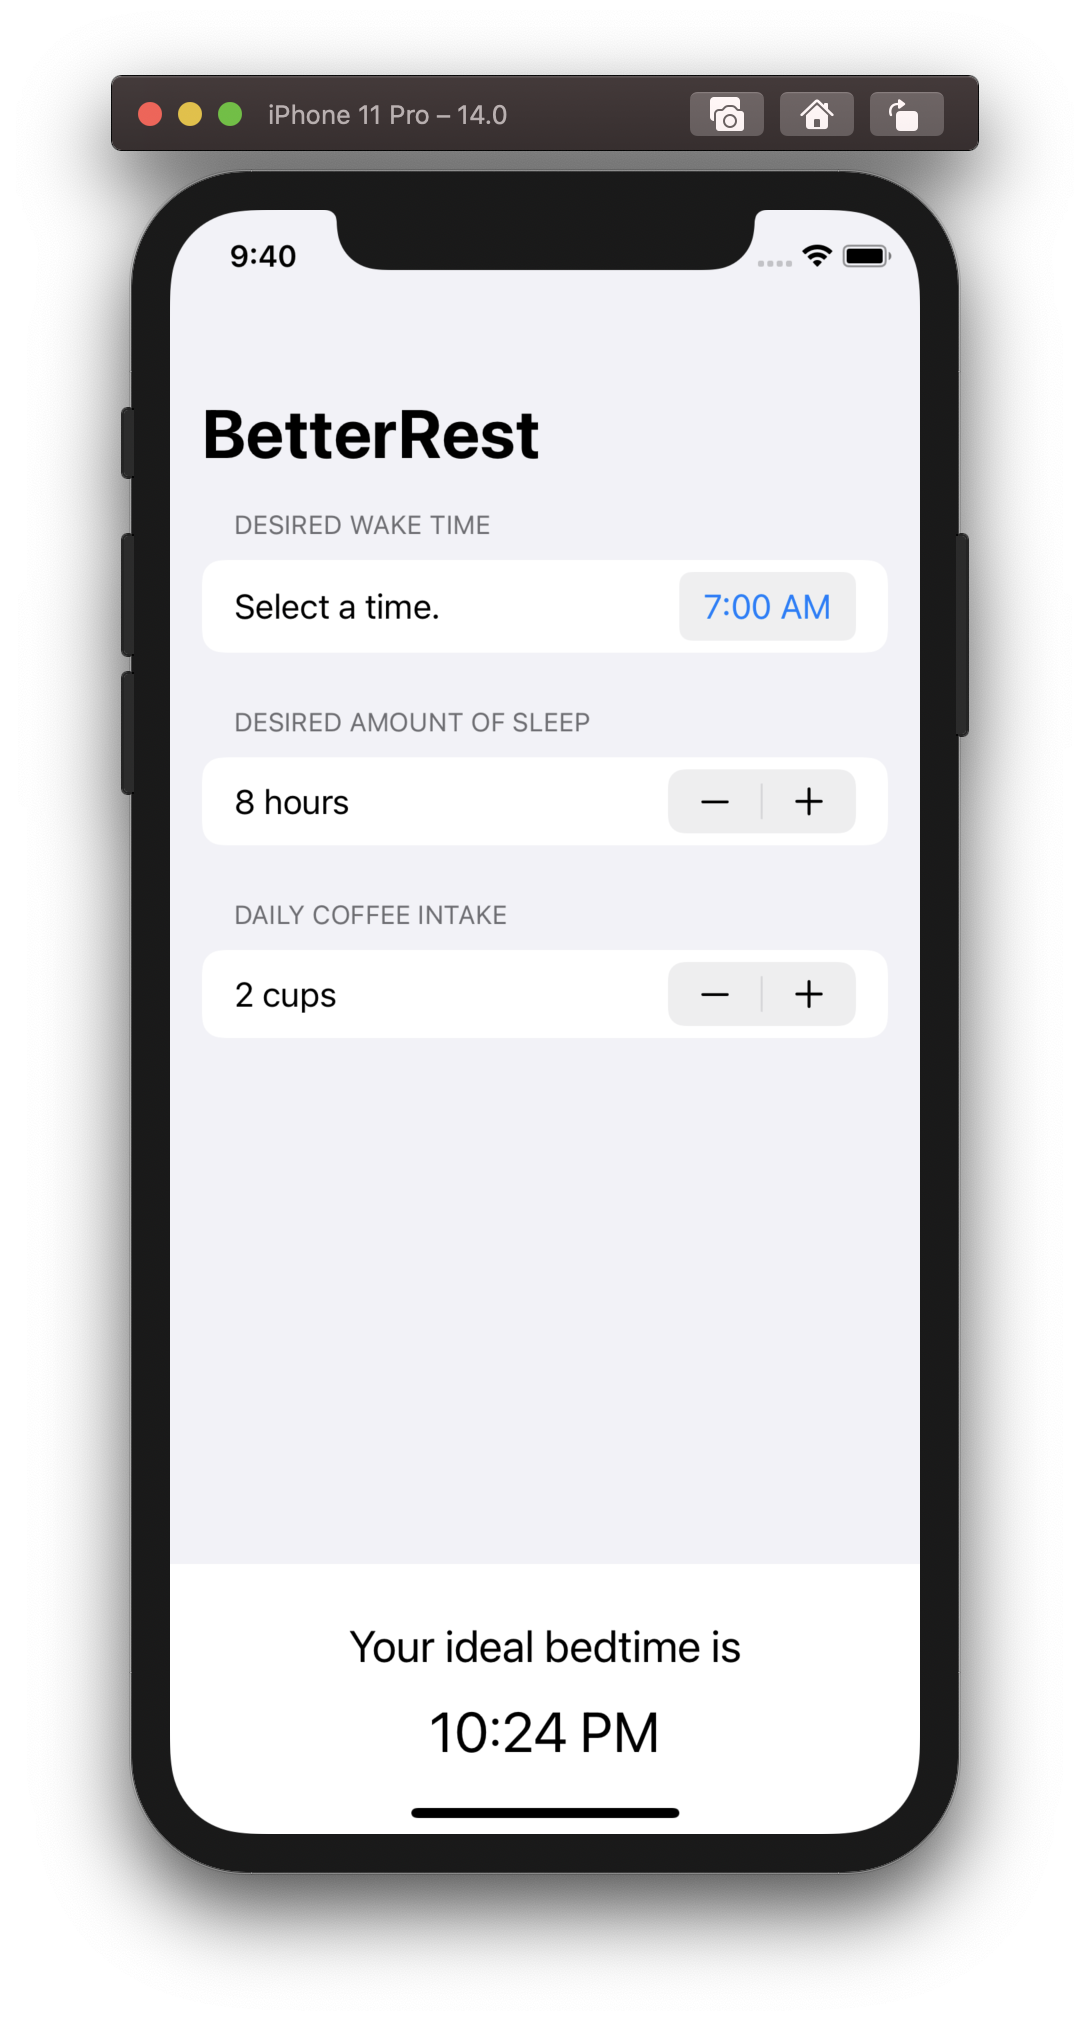 iPhone 11 Pro – 14.0
9:40
BetterRest
DESIRED WAKE TIME
Select a time. 7:00 AM
DESIRED AMOUNT OF SLEEP
8 hours
DAILY COFFEE INTAKE
2 cups
Your ideal bedtime is
10:24 PM